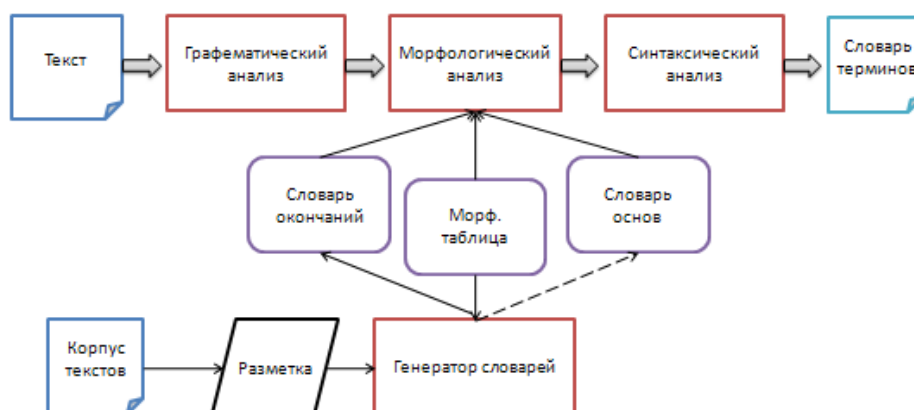 Текст
Графематический
анализ
Морфологический
анализ
Синтаксический
анализ
Словарь
терминов
Словарь
окончаний
Морф.
таблица
Словарь
основ
Корпус
текстов
Разметка
Генератор словарей